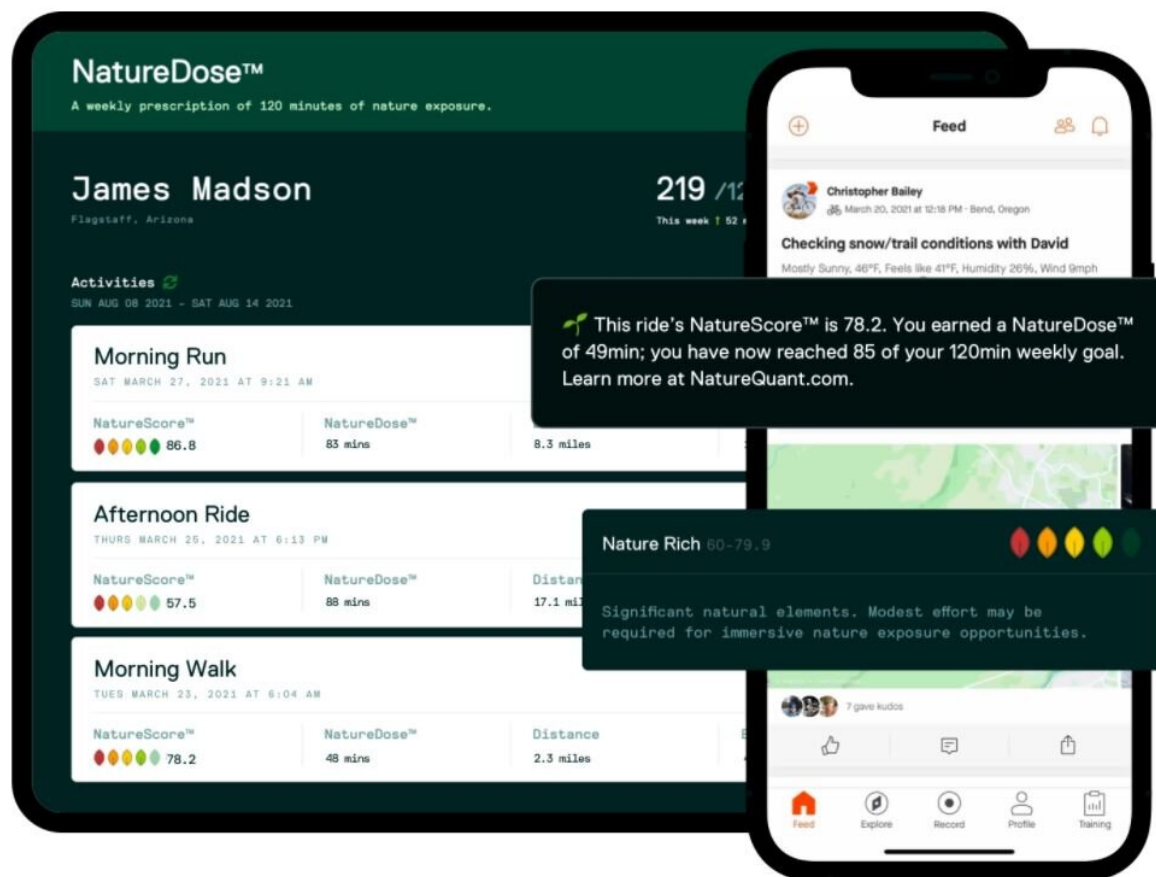 NatureDose™
A weekly prescription of 120 minutes of nature exposure.
James Madson
Flagstaff, Arizona
219 /12
This week ↑ 52
Activities
SUN AUG 08 2021 - SAT AUG 14 2021
Morning Run
SAT MARCH 27, 2021 AT 9:21 AM
NatureScore™ NatureDose™
86.8 83 mins 8.3 miles
Afternoon Ride
THURS MARCH 25, 2021 AT 6:13 PM
NatureScore™ NatureDose™ Distan
57.5 88 mins 17.1 mil
Morning Walk
TUES MARCH 23, 2021 AT 6:04 AM
NatureScore™ NatureDose™ Distance
78.2 48 mins 2.3 miles
Feed
Christopher Bailey
March 20, 2021 at 12:18 PM - Bend, Oregon
Checking snow/trail conditions with David
Mostly Sunny, 46°F, Feels like 41°F, Humidity 26%, Wind 9mph
This ride's NatureScore™ is 78.2. You earned a NatureDose™
of 49min; you have now reached 85 of your 120min weekly goal.
Learn more at NatureQuant.com.
Nature Rich 60-79.9
Significant natural elements. Modest effort may be
required for immersive nature exposure opportunities.
7 gave kudos
Feed Explore Record Profile Training